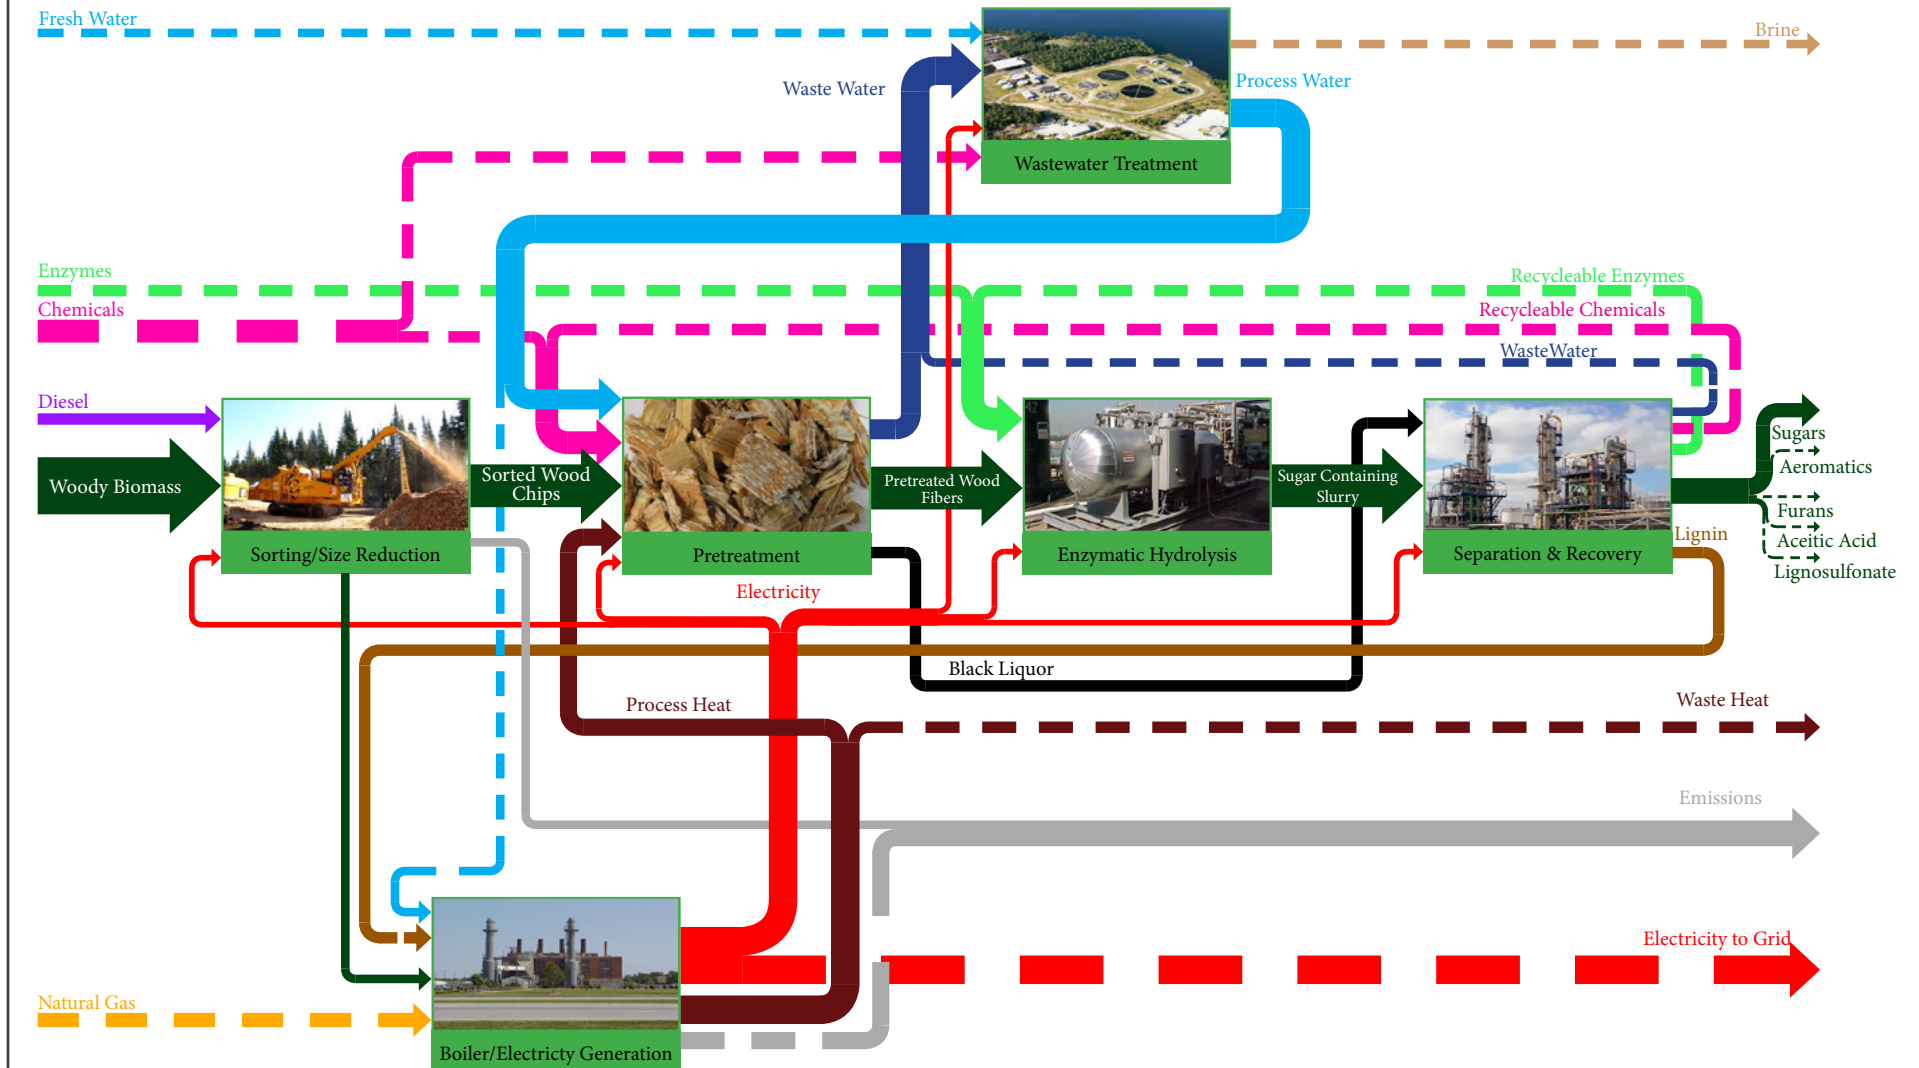 Fresh Water
Brine
Waste Water
Process Water
Wastewater Treatment
Enzymes
Recycleable Enzymes
Chemicals
Recycleable Chemicals
WasteWater
Diesel
Woody Biomass
Sorted Wood
Chips
Pretreated Wood
Fibers
Sugar Containing
Slurry
Sugars
Aeromatics
Furans
Aceitic Acid
Lignosulfonate
Lignin
Sorting/Size Reduction
Pretreatment
Enzymatic Hydrolysis
Separation & Recovery
Electricity
Black Liquor
Process Heat
Waste Heat
Emissions
Electricity to Grid
Natural Gas
Boiler/Electricty Generation